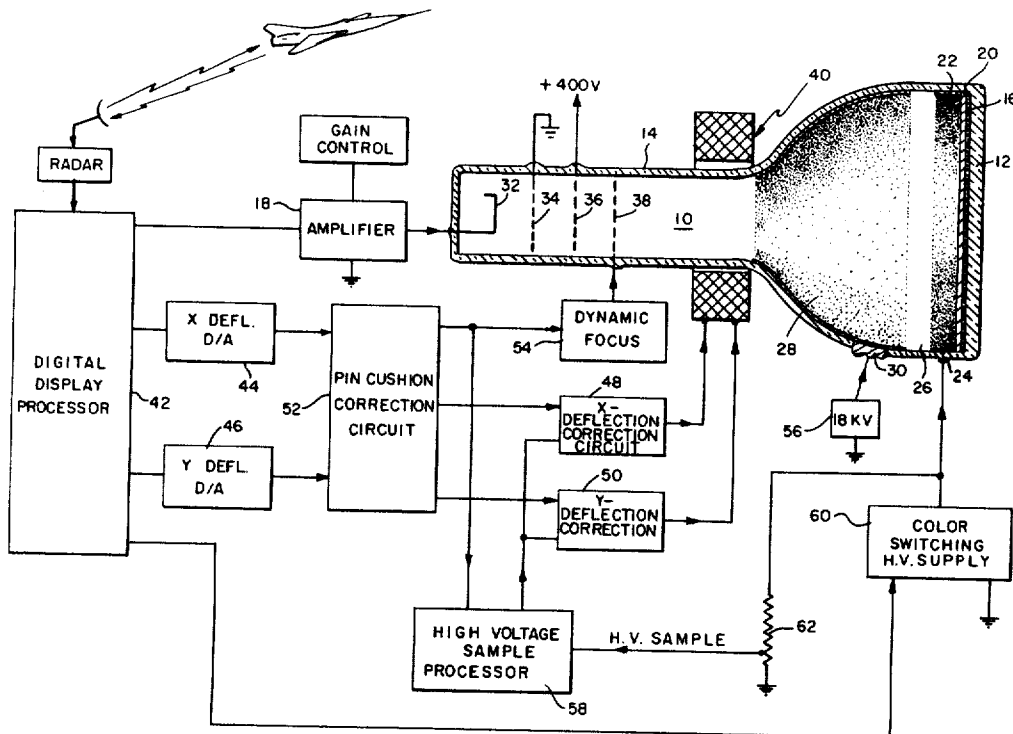 + 400V
40
20
22
16
12
GAIN
CONTROL
14
RADAR
18
AMPLIFIER
32
34
36
38
10
X DEFL.
D/A
44
DYNAMIC
FOCUS
54
28
30
26
24
DIGITAL
DISPLAY
PROCESSOR
42
52
PIN CUSHION
CORRECTION
CIRCUIT
48
X-
DEFLECTION
CORRECTION
CIRCUIT
56
18 KV
46
Y DEFL.
D/A
50
Y-
DEFLECTION
CORRECTION
60
COLOR
SWITCHING
H.V. SUPPLY
HIGH VOLTAGE
SAMPLE
PROCESSOR
58
H.V. SAMPLE
62